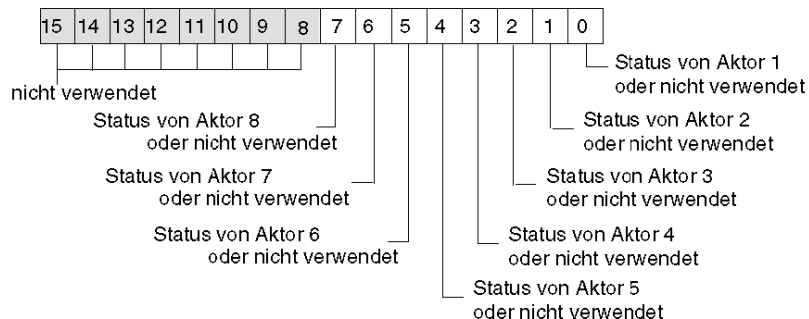 15 14 13 12 11 10 9 8 7 6 5 4 3 2 1 0
Status von Aktor 1
oder nicht verwendet
nicht verwendet
Status von Aktor 8
oder nicht verwendet
Status von Aktor 2
oder nicht verwendet
Status von Aktor 7
oder nicht verwendet
Status von Aktor 3
oder nicht verwendet
Status von Aktor 6
oder nicht verwendet
Status von Aktor 4
oder nicht verwendet
Status von Aktor 5
oder nicht verwendet